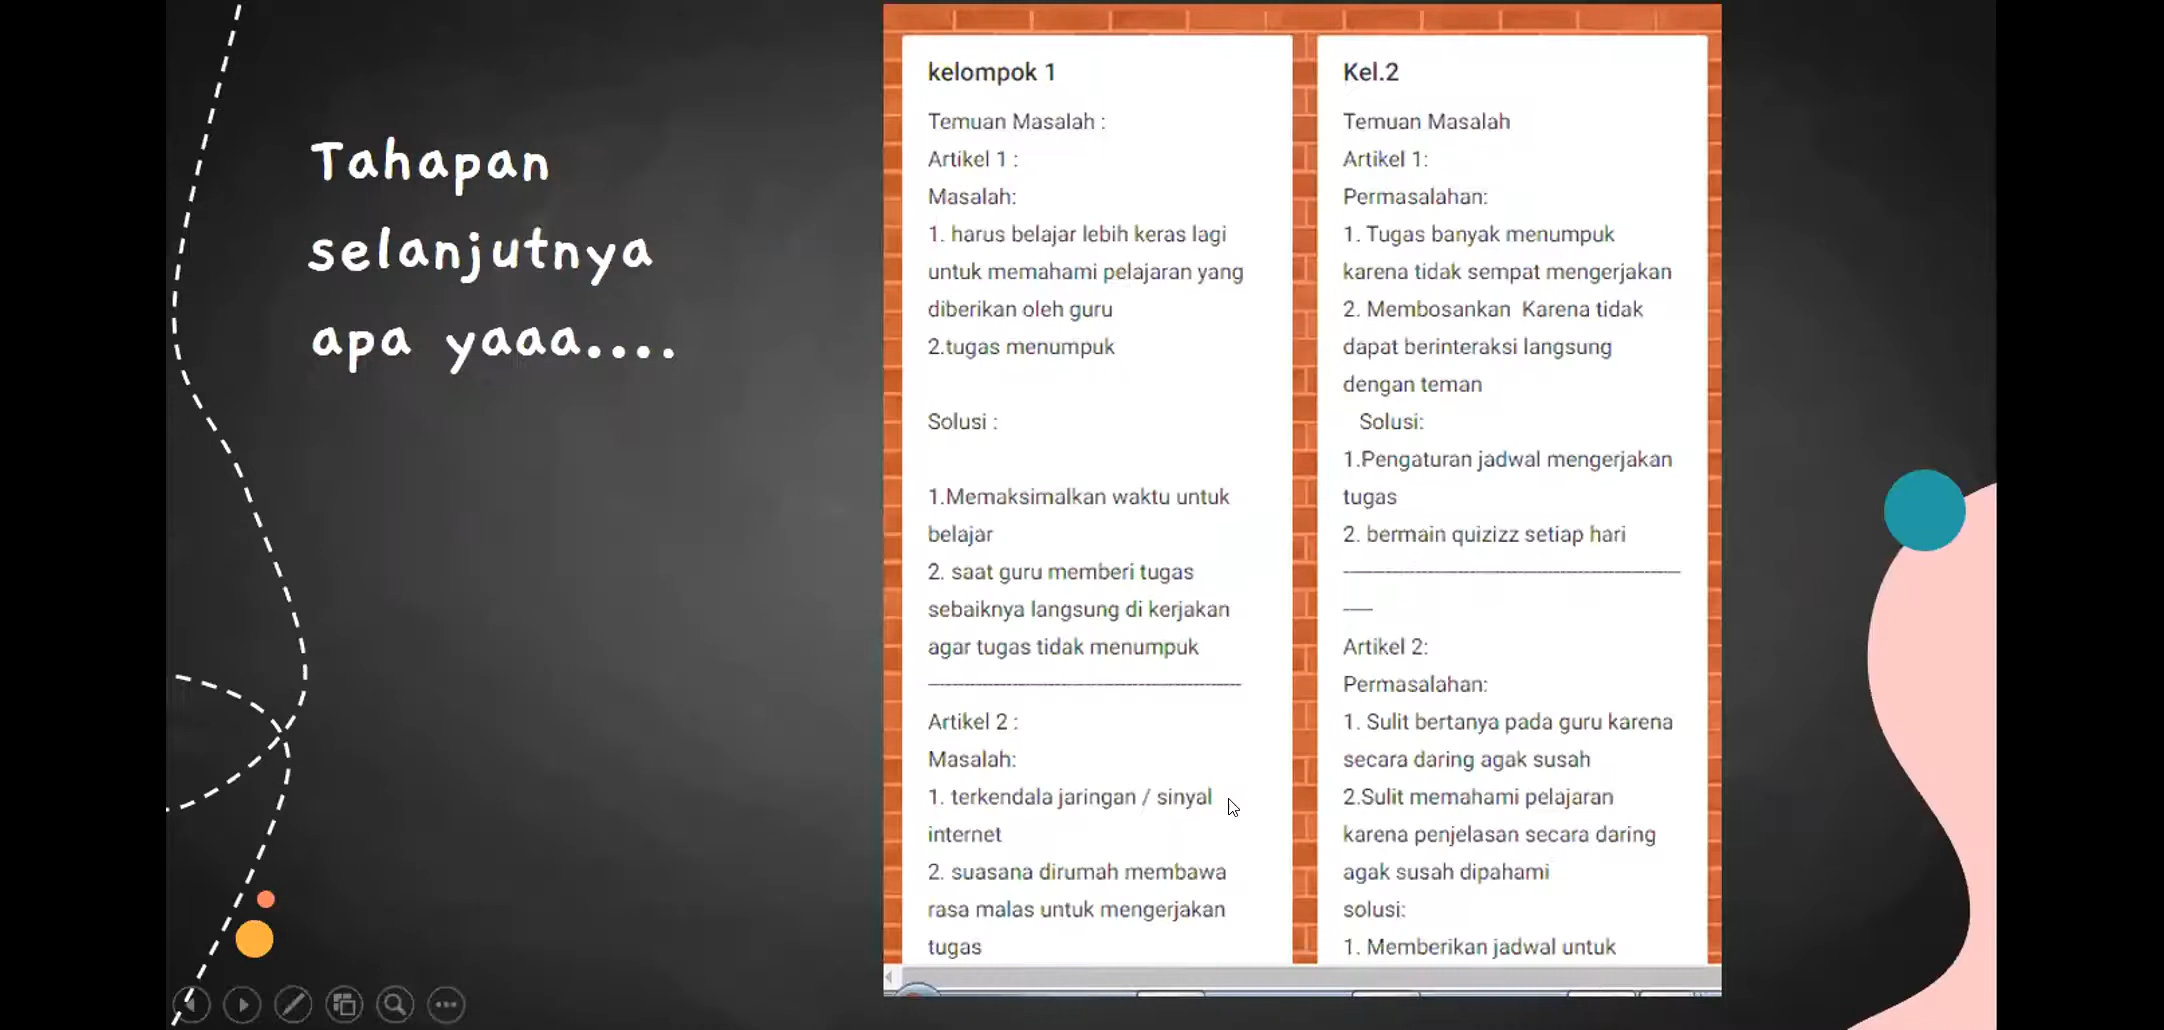 Tahapan
selanjutnya
apa yaaa....
kelompok 1
Temuan Masalah :
Artikel 1 :
Masalah:
1. harus belajar lebih keras lagi
untuk memahami pelajaran yang
diberikan oleh guru
2.tugas menumpuk
Solusi :
1.Memaksimalkan waktu untuk
belajar
2. saat guru memberi tugas
sebaiknya langsung di kerjakan
agar tugas tidak menumpuk
Artikel 2 :
Masalah:
1. terkendala jaringan / sinyal
internet
2. suasana dirumah membawa
rasa malas untuk mengerjakan
tugas
Kel.2
Temuan Masalah
Artikel 1:
Permasalahan:
1. Tugas banyak menumpuk
karena tidak sempat mengerjakan
2. Membosankan  Karena tidak
dapat berinteraksi langsung
dengan teman
Solusi:
1.Pengaturan jadwal mengerjakan
tugas
2. bermain quizizz setiap hari
Artikel 2:
Permasalahan:
1. Sulit bertanya pada guru karena
secara daring agak susah
2.Sulit memahami pelajaran
karena penjelasan secara daring
agak susah dipahami
solusi:
1. Memberikan jadwal untuk